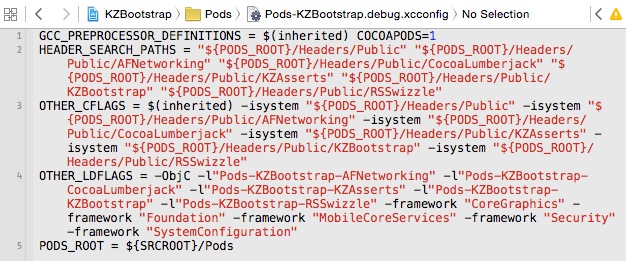 KZBootstrap Pods Pods-KZBootstrap.debug.xcconfig No Selection
1 GCC_PREPROCESSOR_DEFINITIONS = $(inherited) COCOAPODS=1
2 HEADER_SEARCH_PATHS = "${PODS_ROOT}/Headers/Public" "${PODS_ROOT}/Headers/
Public/AFNetworking" "${PODS_ROOT}/Headers/Public/CocoaLumberjack" "$
{PODS_ROOT}/Headers/Public/KZAsserts" "${PODS_ROOT}/Headers/Public/
KZBootstrap" "${PODS_ROOT}/Headers/Public/RSSwizzle"
3 OTHER_CFLAGS = $(inherited) -isystem "${PODS_ROOT}/Headers/Public" -isystem "$
{PODS_ROOT}/Headers/Public/AFNetworking" -isystem "${PODS_ROOT}/Headers/
Public/CocoaLumberjack" -isystem "${PODS_ROOT}/Headers/Public/KZAsserts" -
isystem "${PODS_ROOT}/Headers/Public/KZBootstrap" -isystem "${PODS_ROOT}/
Headers/Public/RSSwizzle"
4 OTHER_LDFLAGS = -ObjC -l"Pods-KZBootstrap-AFNetworking" -l"Pods-KZBootstrap-
CocoaLumberjack" -l"Pods-KZBootstrap-KZAsserts" -l"Pods-KZBootstrap-
KZBootstrap" -l"Pods-KZBootstrap-RSSwizzle" -framework "CoreGraphics" -
framework "Foundation" -framework "MobileCoreServices" -framework "Security"
-framework "SystemConfiguration"
5 PODS_ROOT = ${SRCROOT}/Pods